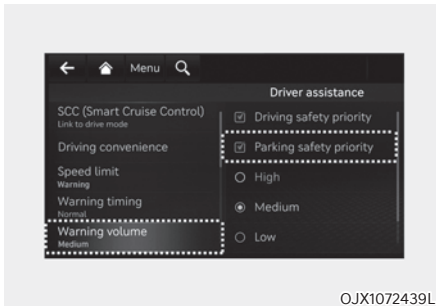 Menu
Driver assistance
SCC (Smart Cruise Control)
Link to drive mode
Driving convenience
Speed limit
Warning
Warning timing
Normal
Warning volume
Medium
Driving safety priority
Parking safety priority
High
Medium
Low
OJX1072439L